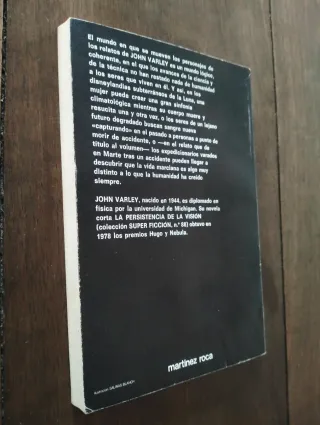 El mundo en que se mueven los personajes de
los relatos de JOHN VARLEY es un mundo lógico,
coherente, en el que los avances de la ciencia y
de la técnica no han restado nada de humanidad
a los seres que viven en él. Y así, en las
disneylandias subterráneas de la Luna, una
mujer puede crear una gran sinfonía
climatológica mientras su cuerpo muere y
resucita una y otra vez, o los seres de un lejano
futuro degradado buscan sangre nueva
«capturando» en el pasado a personas a punto de
morir de accidente, o —en el relato que da
título al volumen— los expedicionarios varados
en Marte tras un accidente pueden llegar a
descubrir que la vida marciana es algo muy
distinto a lo que la humanidad ha creído
siempre.
JOHN VARLEY, nacido en 1944, es diplomado en
física por la universidad de Michigan. Su novela
corta LA PERSISTENCIA DE LA VISIÓN
(colección SUPER FICCIÓN, n.º 66) obtuvo en
1978 los premios Hugo y Nebula.
martínez roca